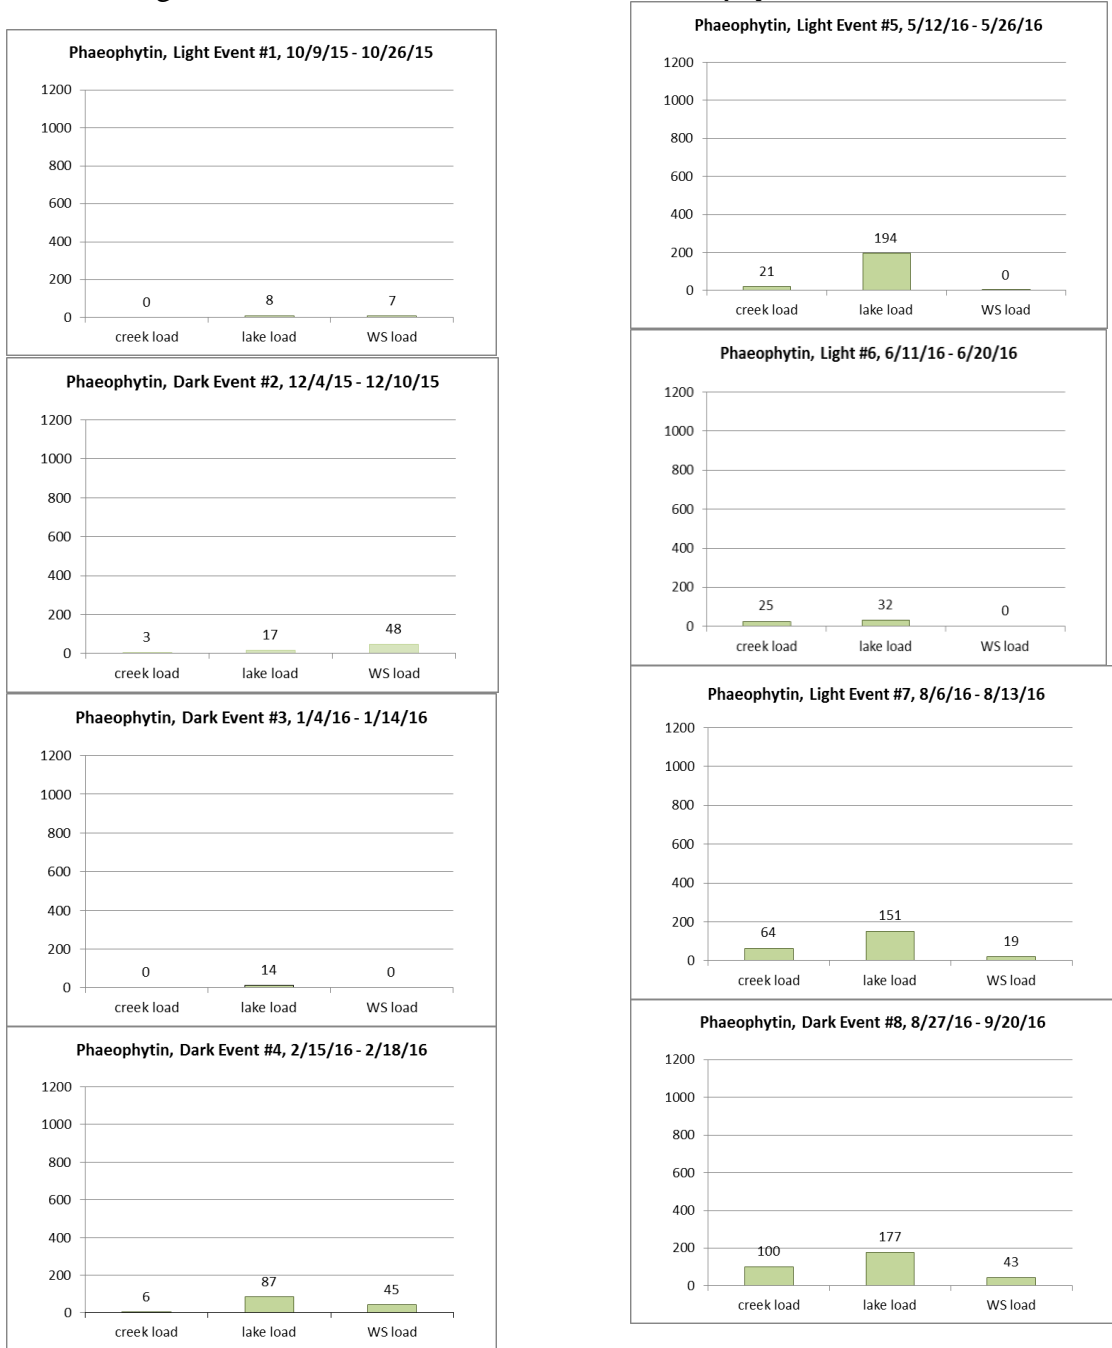 Phaeophytin, Light Event #1, 10/9/15 - 10/26/15
1200
1000
800
600
400
200
0
0 8 7
creek load lake load WS load
Phaeophytin, Dark Event #2, 12/4/15 - 12/10/15
1200
1000
800
600
400
200
0
3 17 48
creek load lake load WS load
Phaeophytin, Dark Event #3, 1/4/16 - 1/14/16
1200
1000
800
600
400
200
0
0 14 0
creek load lake load WS load
Phaeophytin, Dark Event #4, 2/15/16 - 2/18/16
1200
1000
800
600
400
200
0
6 87 45
creek load lake load WS load
Phaeophytin, Light Event #5, 5/12/16 - 5/26/16
1200
1000
800
600
400
200
0
21 194 0
creek load lake load WS load
Phaeophytin, Light #6, 6/11/16 - 6/20/16
1200
1000
800
600
400
200
0
25 32 0
creek load lake load WS load
Phaeophytin, Light Event #7, 8/6/16 - 8/13/16
1200
1000
800
600
400
200
0
64 151 19
creek load lake load WS load
Phaeophytin, Dark Event #8, 8/27/16 - 9/20/16
1200
1000
800
600
400
200
0
100 177 43
creek load lake load WS load